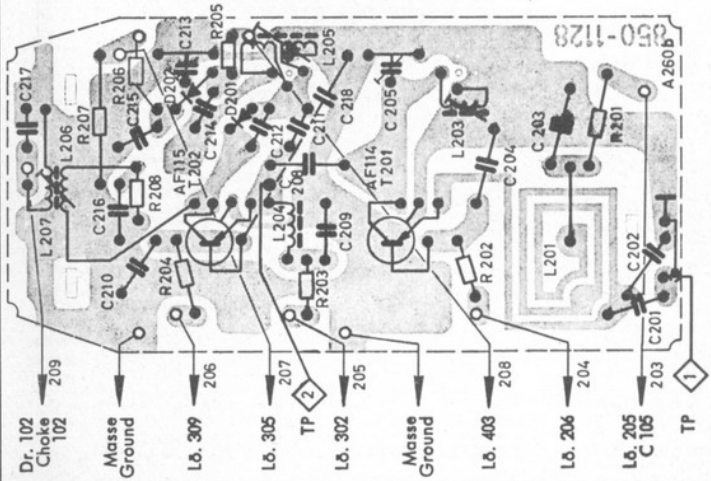 Dr. 102
Choke
102
209
Masse
Ground
Lö. 309
206
Lö. 305
207
TP
2
Lö. 302
205
Masse
Ground
Lö. 403
208
Lö. 206
204
Lö. 205
C 105
203
TP
1
C217
L206
L207
R207
R206
C245
C216
R208
C210
R204
AF115
T202
D202
C213
C214
R205
D201
C212
L205
C211
C218
C
208
L204
C209
R203
C205
AF114
T201
L203
C204
R202
C203
R201
L201
C202
C201
850-1128
A260b